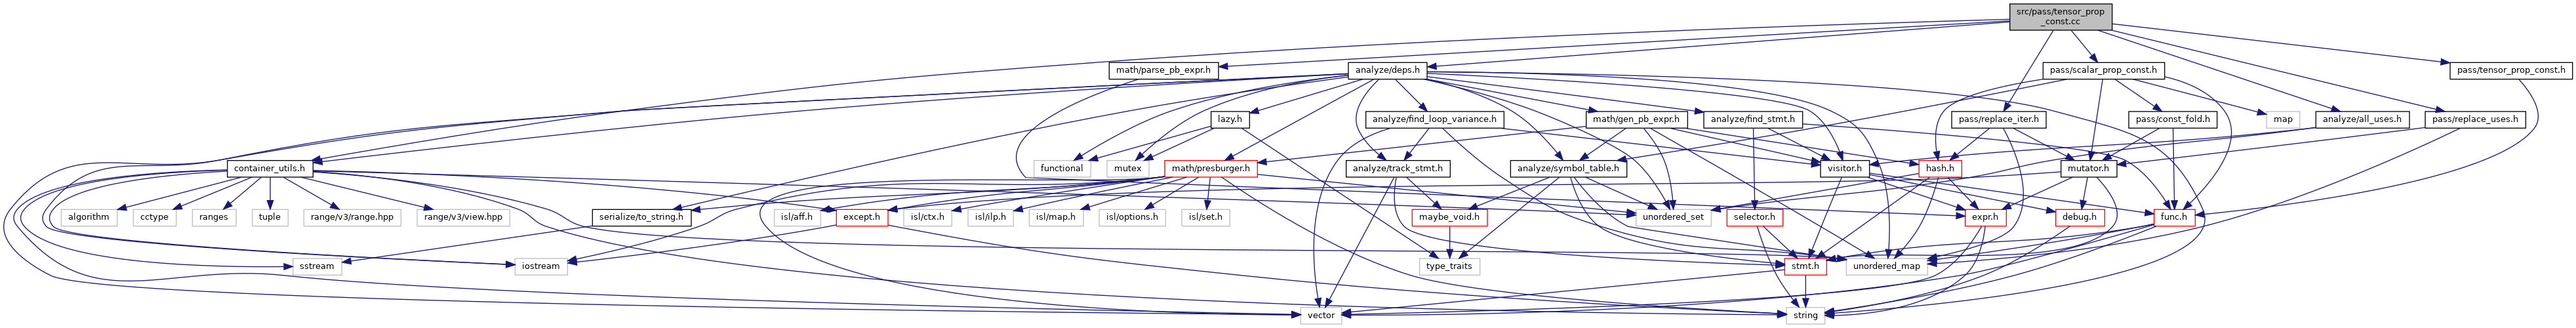 src/pass/tensor_prop
_const.cc
math/parse_pb_expr.h
analyze/deps.h
pass/scalar_prop_const.h
pass/tensor_prop_const.h
lazy.h
analyze/find_loop_variance.h
math/gen_pb_expr.h
analyze/find_stmt.h
pass/replace_iter.h
pass/const_fold.h
map
analyze/all_uses.h
pass/replace_uses.h
container_utils.h
functional
mutex
math/presburger.h
analyze/track_stmt.h
analyze/symbol_table.h
visitor.h
hash.h
mutator.h
algorithm
cctype
ranges
tuple
range/v3/range.hpp
range/v3/view.hpp
serialize/to_string.h
isl/aff.h
except.h
isl/ctx.h
isl/ilp.h
isl/map.h
isl/options.h
isl/set.h
maybe_void.h
unordered_set
selector.h
expr.h
debug.h
func.h
sstream
iostream
type_traits
stmt.h
unordered_map
vector
string